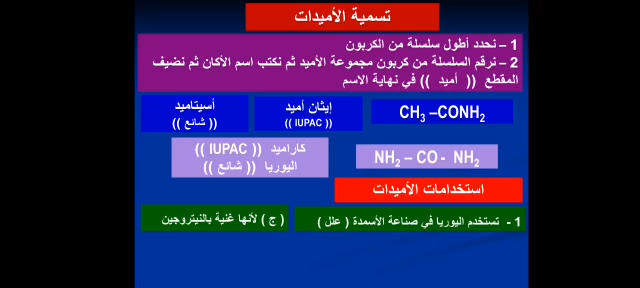 تسمية الأميدات
1 – نحدد أطول سلسلة من الكربون
2 – نرقم السلسلة من كربون مجموعة الأميد ثم نكتب اسم الأكان ثم نضيف
المقطع (( أميد )) في نهاية الاسم
CH3 –CONH2
إيثان أميد
(( IUPAC ))
أسيتاميد
(( شائع ))
NH2 – CO - NH2
كاراميد (( IUPAC ))
اليوريا (( شائع ))
استخدامات الأميدات
1 - تستخدم اليوريا في صناعة الأسمدة ( علل )
( ج ) لأنها غنية بالنيتروجين